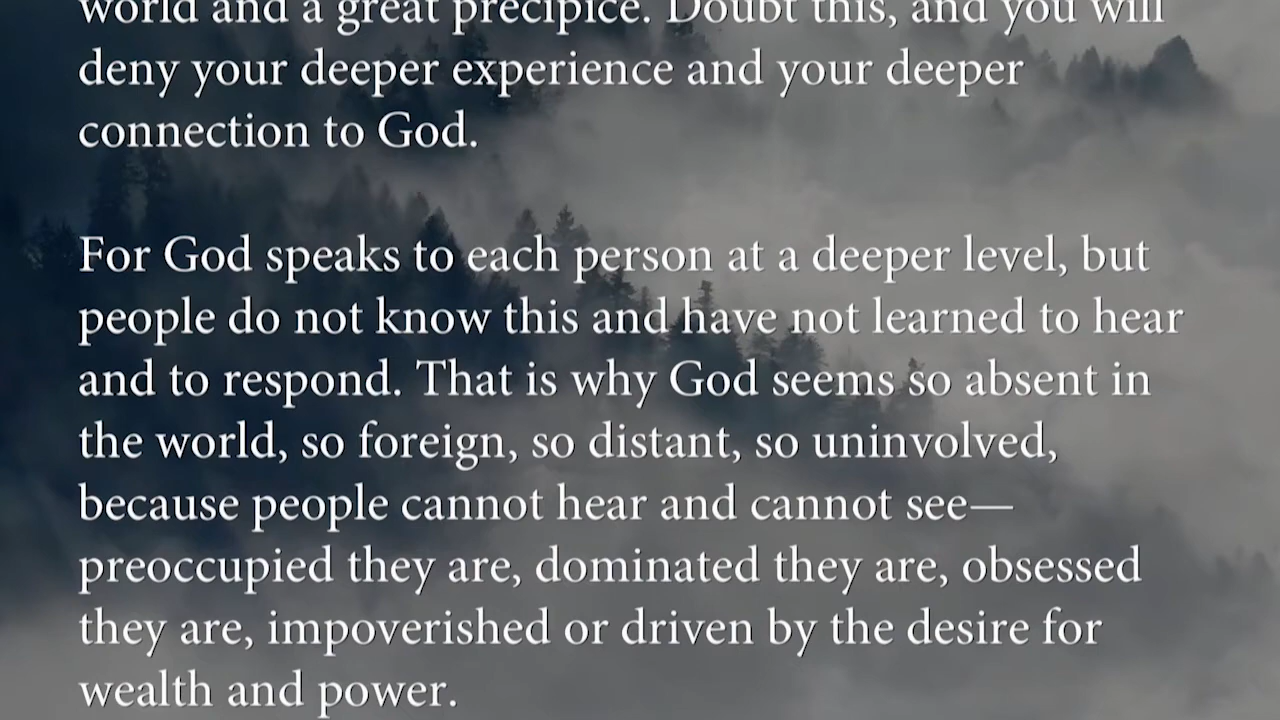 world and a great precipice. Doubt this, and you will
deny your deeper experience and your deeper
connection to God.
For God speaks to each person at a deeper level, but
people do not know this and have not learned to hear
and to respond. That is why God seems so absent in
the world, so foreign, so distant, so uninvolved,
because people cannot hear and cannot see—
preoccupied they are, dominated they are, obsessed
they are, impoverished or driven by the desire for
wealth and power.